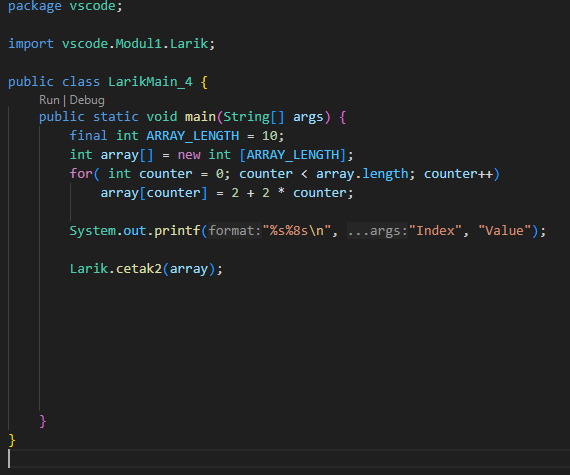 package vscode;
import vscode.Modul1.Larik;
public class LarikMain_4 {
Run | Debug
public static void main(String[] args) {
final int ARRAY_LENGTH = 10;
int array[] = new int [ARRAY_LENGTH];
for( int counter = 0; counter < array.length; counter++)
array[counter] = 2 + 2 * counter;
System.out.printf(format:"%s%8s\n", ...args:"Index", "Value");
Larik.cetak2(array);
}
}